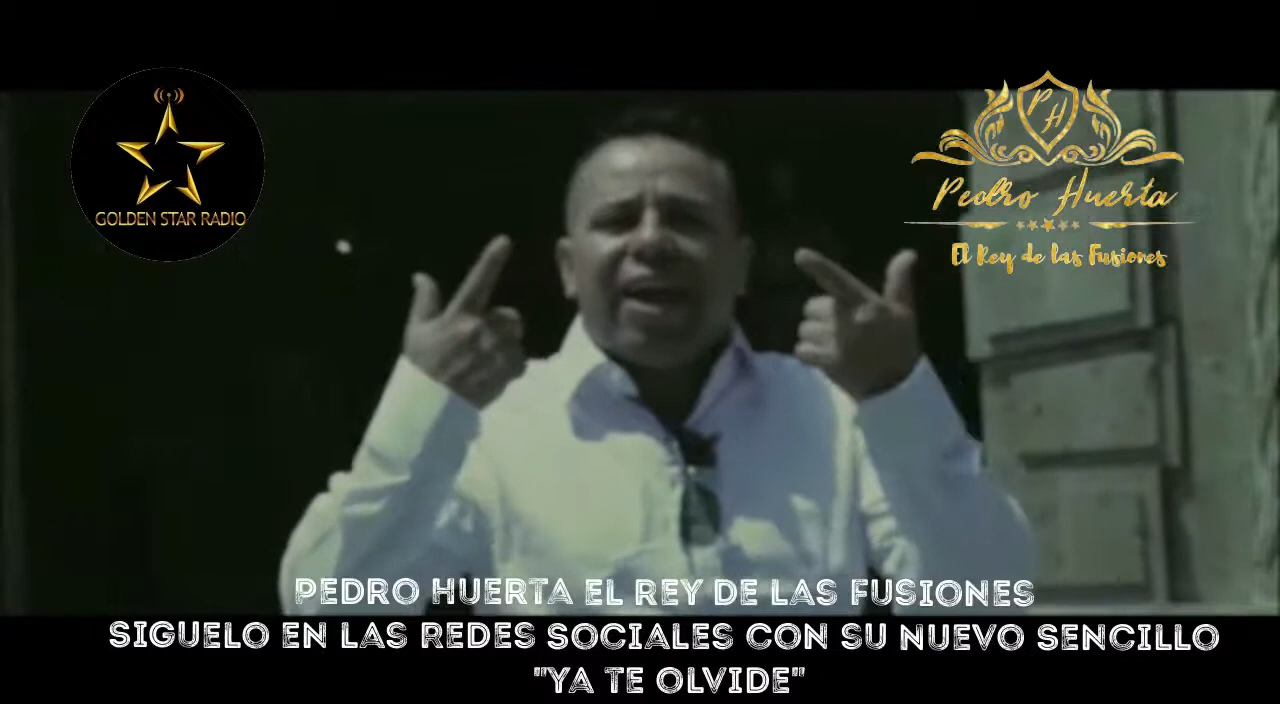 GOLDEN STAR RADIO
PH
Pedro Huerta
El Rey de las Fusiones
PEDRO HUERTA EL REY DE LAS FUSIONES
SIGUELO EN LAS REDES SOCIALES CON SU NUEVO SENCILLO
"YA TE OLVIDE"